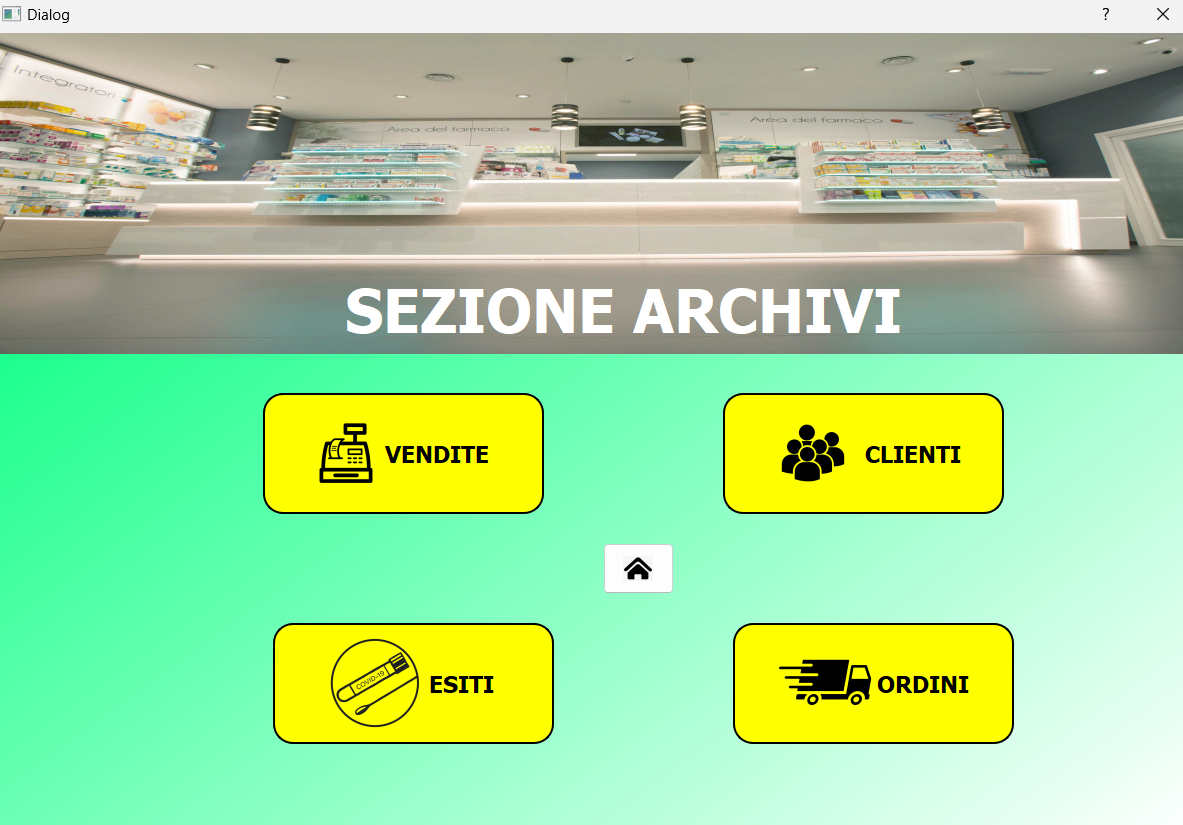 Dialog
?
Integratori
Area del farmaco
Area del farmaco
SEZIONE ARCHIVI
VENDITE
CLIENTI
COVID-19
ESITI
ORDINI